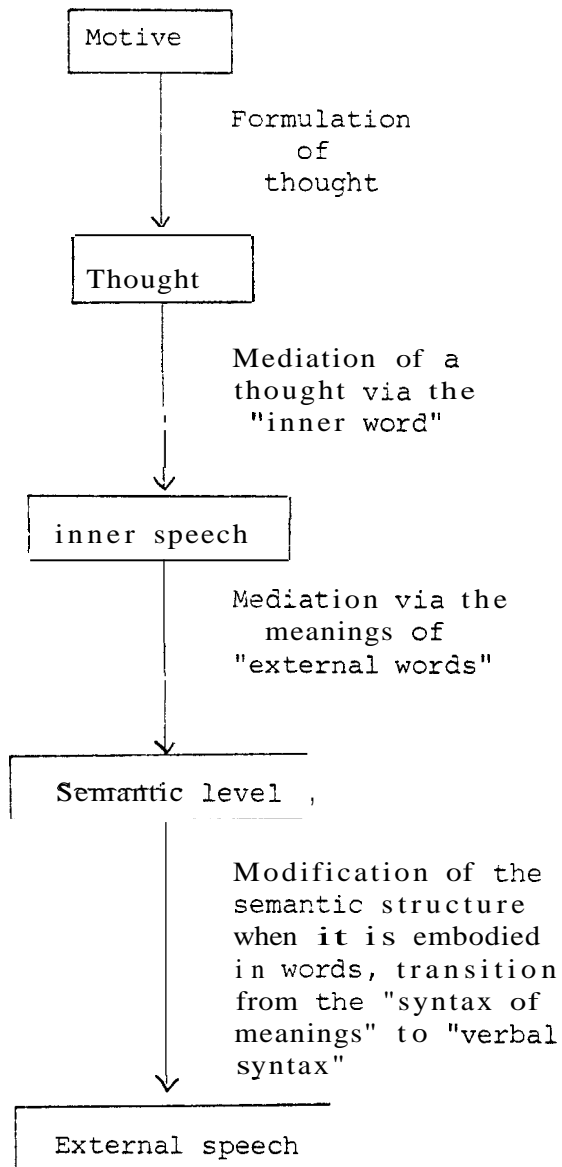 Motive
Formulation
of
thought
Thought
Mediation of a
thought via the
"inner word"
inner speech
Mediation via the
meanings of
"external words"
Semantic level ,
Modification of the
semantic structure
when it is embodied
in words, transition
from the "syntax of
meanings" to "verbal
syntax"
External speech